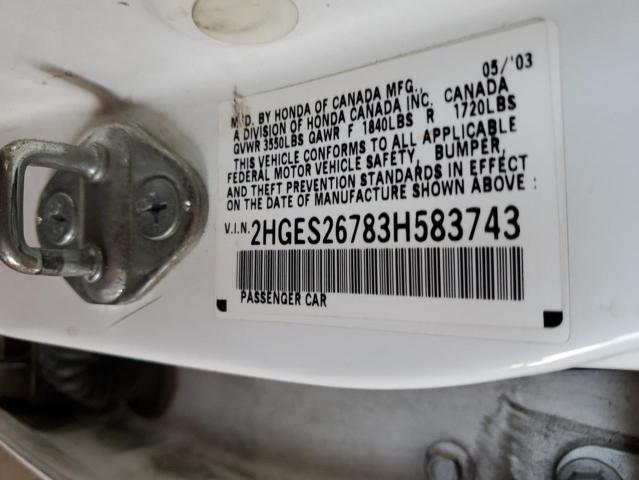 05/'03
MFD. BY HONDA OF CANADA MFG.,
A DIVISION OF HONDA CANADA INC. CANADA
GVWR 3550LBS GAWR F 1840LBS R 1720LBS
THIS VEHICLE CONFORMS TO ALL APPLICABLE
FEDERAL MOTOR VEHICLE SAFETY, BUMPER,
AND THEFT PREVENTION STANDARDS IN EFFECT
ON THE DATE OF MANUFACTURE SHOWN ABOVE :
V.I.N. 2HGES26783H583743
PASSENGER CAR